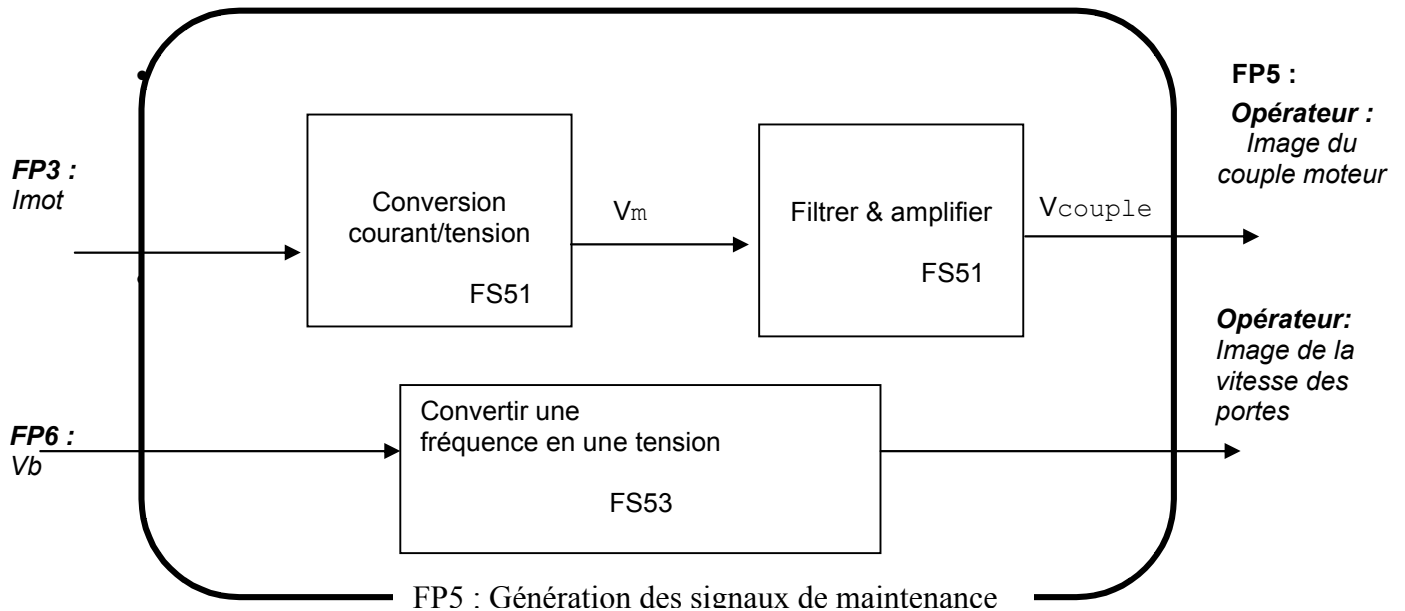 FP3 :
Imot
Conversion
courant/tension
FS51
Vm
Filtrer & amplifier
FS51
Vcouple
FP5 :
Opérateur :
Image du
couple moteur
FP6 :
Vb
Convertir une
fréquence en une tension
FS53
Opérateur:
Image de la
vitesse des
portes
FP5 : Génération des signaux de maintenance